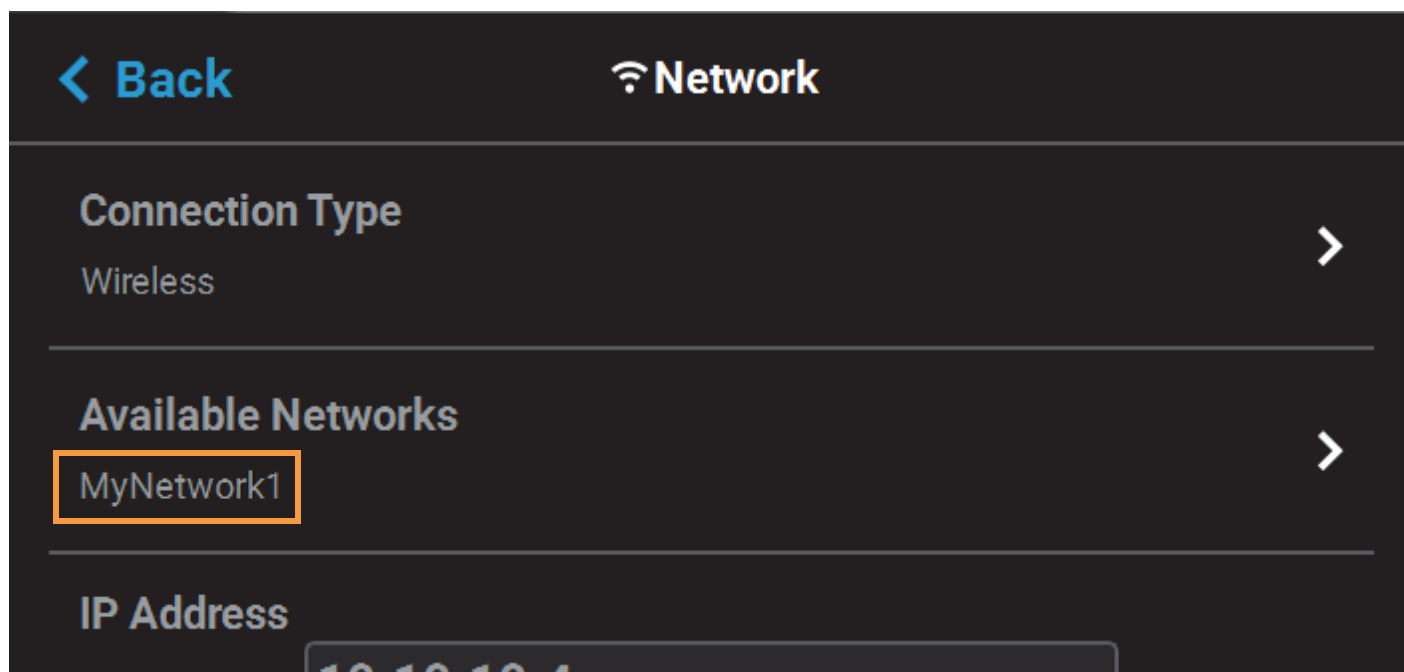 Back
Network
Connection Type
Wireless
Available Networks
MyNetwork1
IP Address